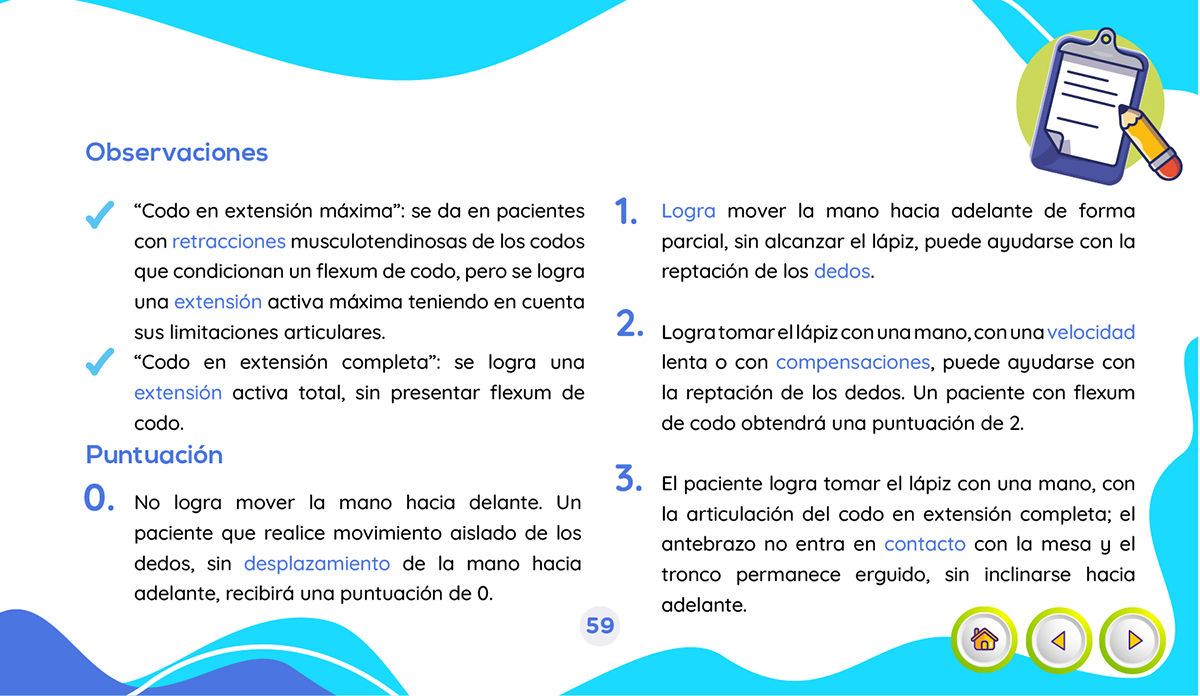 Observaciones
“Codo en extensión máxima”: se da en pacientes
con retracciones musculotendinosas de los codos
que condicionan un flexum de codo, pero se logra
una extensión activa máxima teniendo en cuenta
sus limitaciones articulares.
“Codo en extensión completa”: se logra una
extensión activa total, sin presentar flexum de
codo.
Puntuación
0. No logra mover la mano hacia delante. Un
paciente que realice movimiento aislado de los
dedos, sin desplazamiento de la mano hacia
adelante, recibirá una puntuación de 0.
1. Logra mover la mano hacia adelante de forma
parcial, sin alcanzar el lápiz, puede ayudarse con la
reptación de los dedos.
2. Logra tomar el lápiz con una mano, con una velocidad
lenta o con compensaciones, puede ayudarse con
la reptación de los dedos. Un paciente con flexum
de codo obtendrá una puntuación de 2.
3. El paciente logra tomar el lápiz con una mano, con
la articulación del codo en extensión completa; el
antebrazo no entra en contacto con la mesa y el
tronco permanece erguido, sin inclinarse hacia
adelante.
59